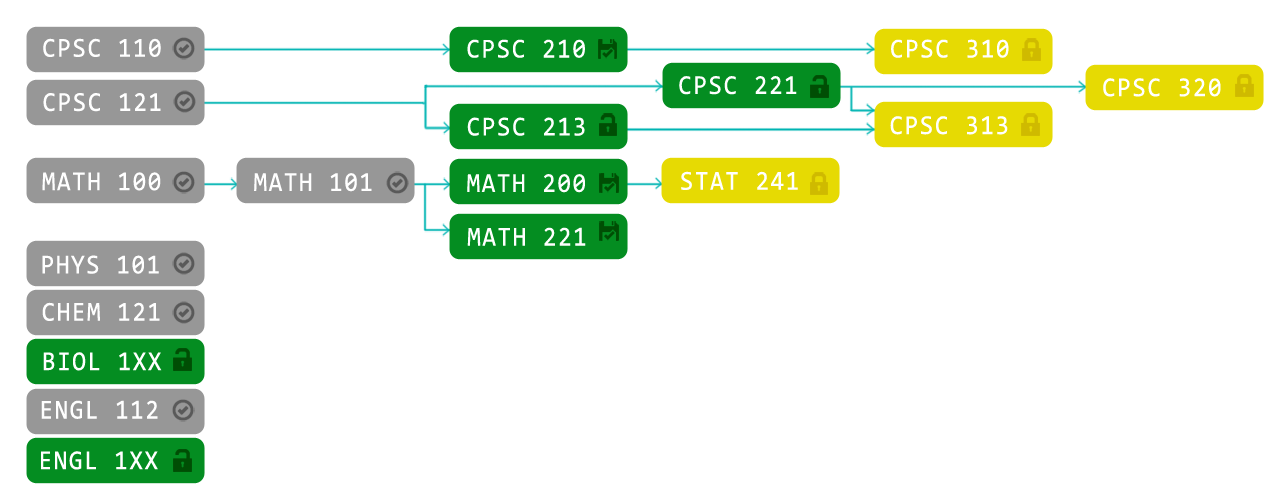 CPSC 110
CPSC 210
CPSC 310
CPSC 221
CPSC 320
CPSC 121
CPSC 213
CPSC 313
MATH 100
MATH 101
MATH 200
STAT 241
MATH 221
PHYS 101
CHEM 121
BIOL 1XX
ENGL 112
ENGL 1XX